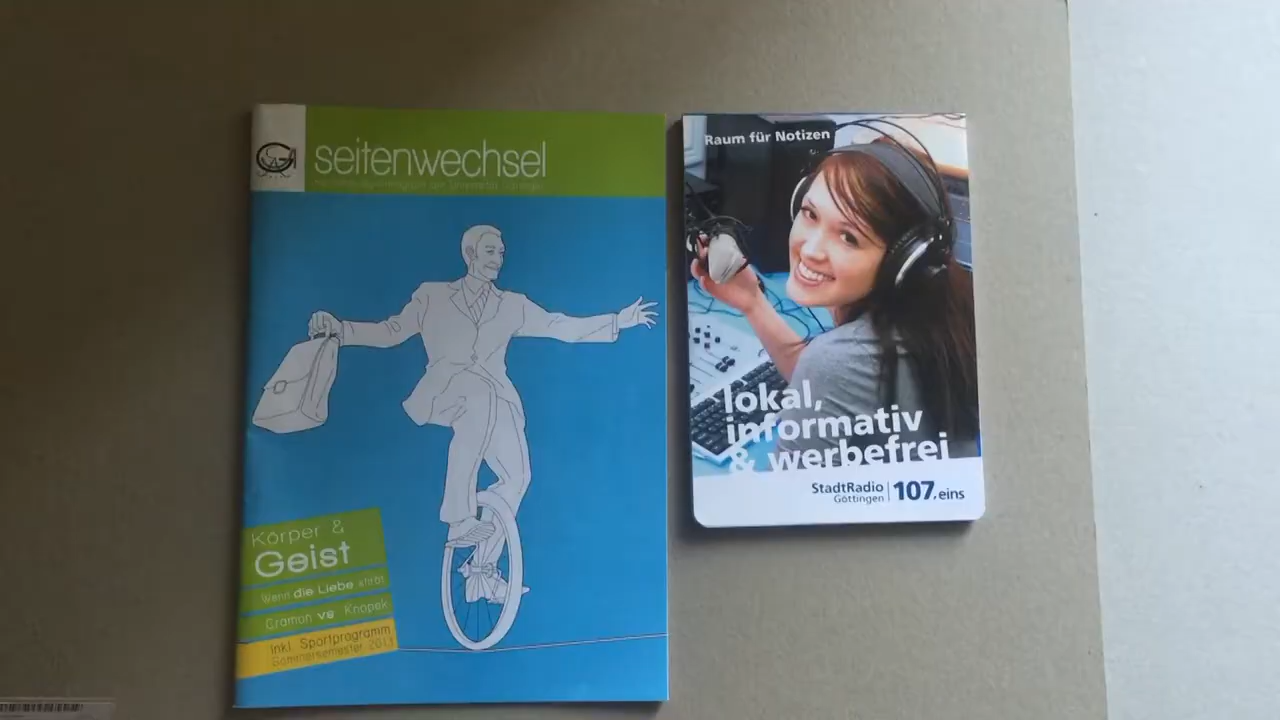 seitenwechsel
Körper &
Geist
Wenn die Liebe stirbt
Gramoh vs Knopek
Inkl. Sportprogramm
Sommersemester 2011
Raum für Notizen
lokal,
informativ
& werbefrei
StadtRadio
Göttingen
107,eins